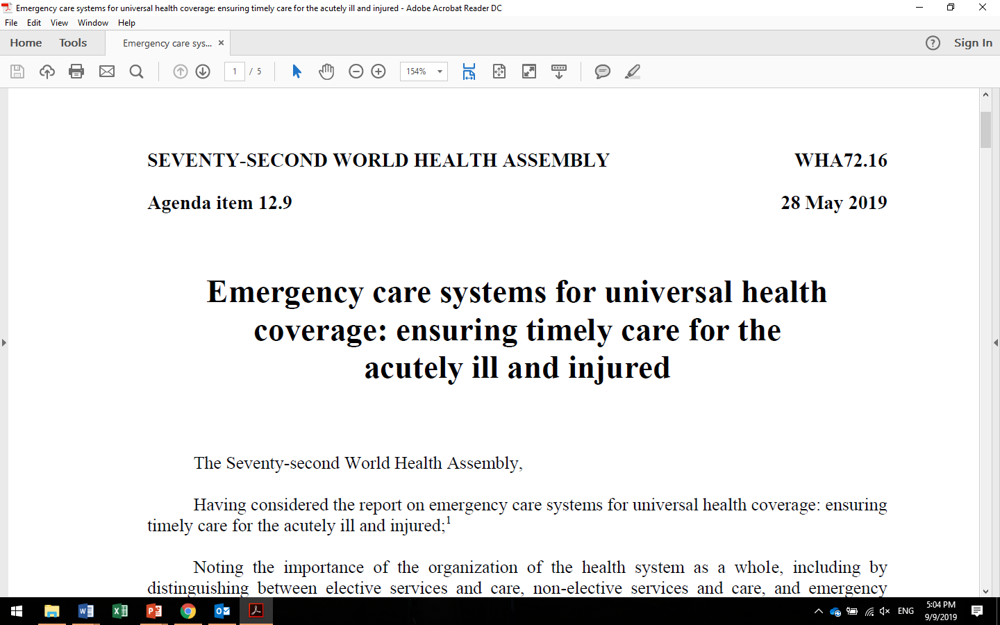 Emergency care systems for universal health coverage: ensuring timely care for the acutely ill and injured - Adobe Acrobat Reader DC
File Edit View Window Help
Home Tools Emergency care sys... × ? Sign In
1 / 5 154%
SEVENTY-SECOND WORLD HEALTH ASSEMBLY WHA72.16
Agenda item 12.9 28 May 2019
Emergency care systems for universal health
coverage: ensuring timely care for the
acutely ill and injured
The Seventy-second World Health Assembly,
Having considered the report on emergency care systems for universal health coverage: ensuring
timely care for the acutely ill and injured;1
Noting the importance of the organization of the health system as a whole, including by
distinguishing between elective services and care, non-elective services and care, and emergency
ENG 5:04 PM
9/9/2019